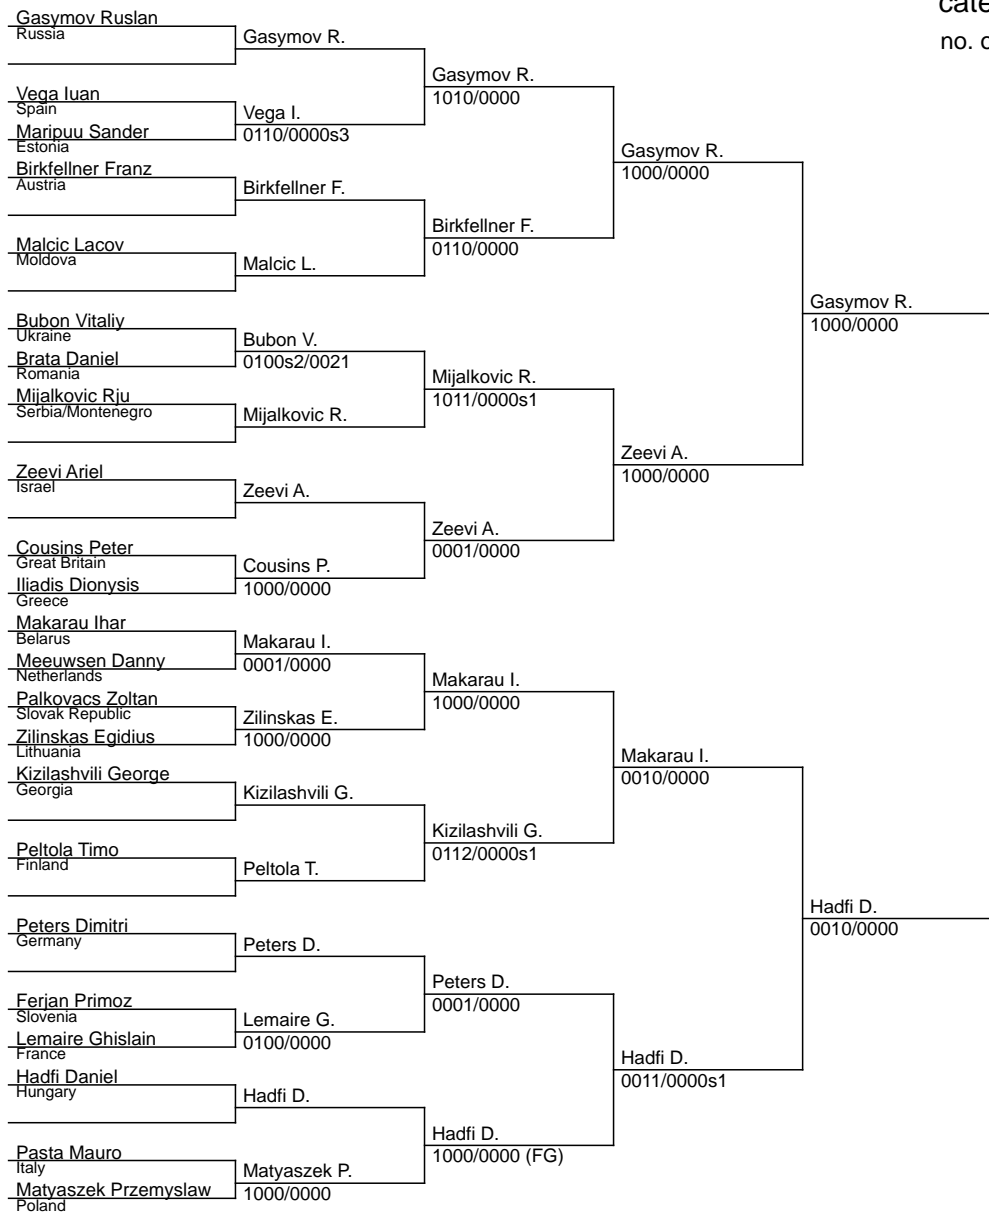 cate
no. o
Gasymov Ruslan
Russia
Vega Iuan
Spain
Maripuu Sander
Estonia
Birkfellner Franz
Austria
Malcic Lacov
Moldova
Bubon Vitaliy
Ukraine
Brata Daniel
Romania
Mijalkovic Rju
Serbia/Montenegro
Zeevi Ariel
Israel
Cousins Peter
Great Britain
Iliadis Dionysis
Greece
Makarau Ihar
Belarus
Meeuwsen Danny
Netherlands
Palkovacs Zoltan
Slovak Republic
Zilinskas Egidius
Lithuania
Kizilashvili George
Georgia
Peltola Timo
Finland
Peters Dimitri
Germany
Ferjan Primoz
Slovenia
Lemaire Ghislain
France
Hadfi Daniel
Hungary
Pasta Mauro
Italy
Matyaszek Przemyslaw
Poland
Gasymov R.
Vega I.
0110/0000s3
Birkfellner F.
Malcic L.
Bubon V.
0100s2/0021
Mijalkovic R.
Zeevi A.
Cousins P.
1000/0000
Makarau I.
0001/0000
Zilinskas E.
1000/0000
Kizilashvili G.
Peltola T.
Peters D.
Lemaire G.
0100/0000
Hadfi D.
Matyaszek P.
1000/0000
Gasymov R.
1010/0000
Birkfellner F.
0110/0000
Mijalkovic R.
1011/0000s1
Zeevi A.
0001/0000
Makarau I.
1000/0000
Kizilashvili G.
0112/0000s1
Peters D.
0001/0000
Hadfi D.
1000/0000 (FG)
Gasymov R.
1000/0000
Zeevi A.
1000/0000
Makarau I.
0010/0000
Hadfi D.
0011/0000s1
Gasymov R.
1000/0000
Hadfi D.
0010/0000